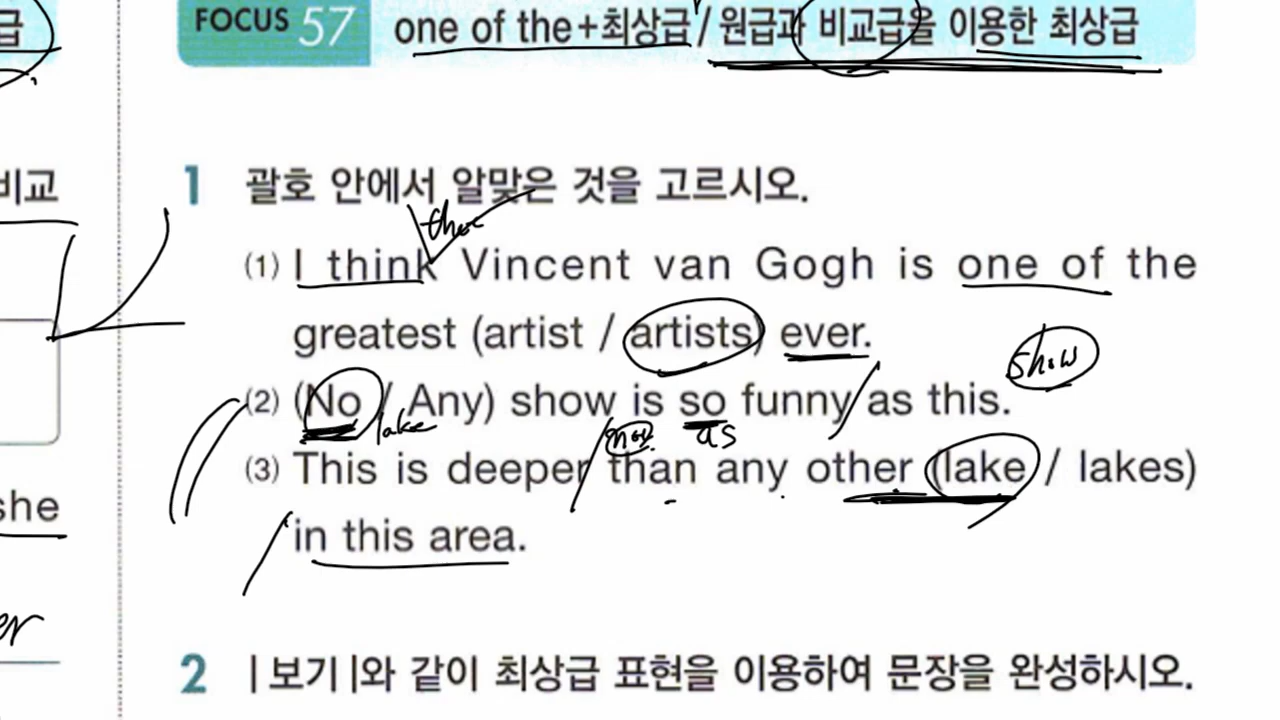 급
FOCUS 57 one of the+최상급/원급과 비교급을 이용한 최상급
비교
1 괄호 안에서 알맞은 것을 고르시오.
(1) I think Vincent van Gogh is one of the
greatest (artist / artists) ever.
show
(2) (No / Any) show is so funny as this.
lake as
(3) This is deeper than any other (lake / lakes)
she
in this area.
er
2 |보기|와 같이 최상급 표현을 이용하여 문장을 완성하시오.